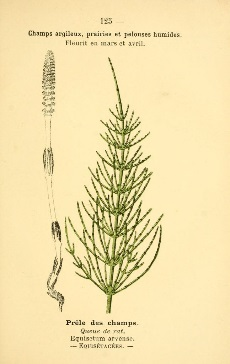 125
Champs argileux, prairies et pelouses humides.
Fleurit en mars et avril.
Prêle des champs.
Queue de rat.
Equisetum arvense.
— Equisétacées. —